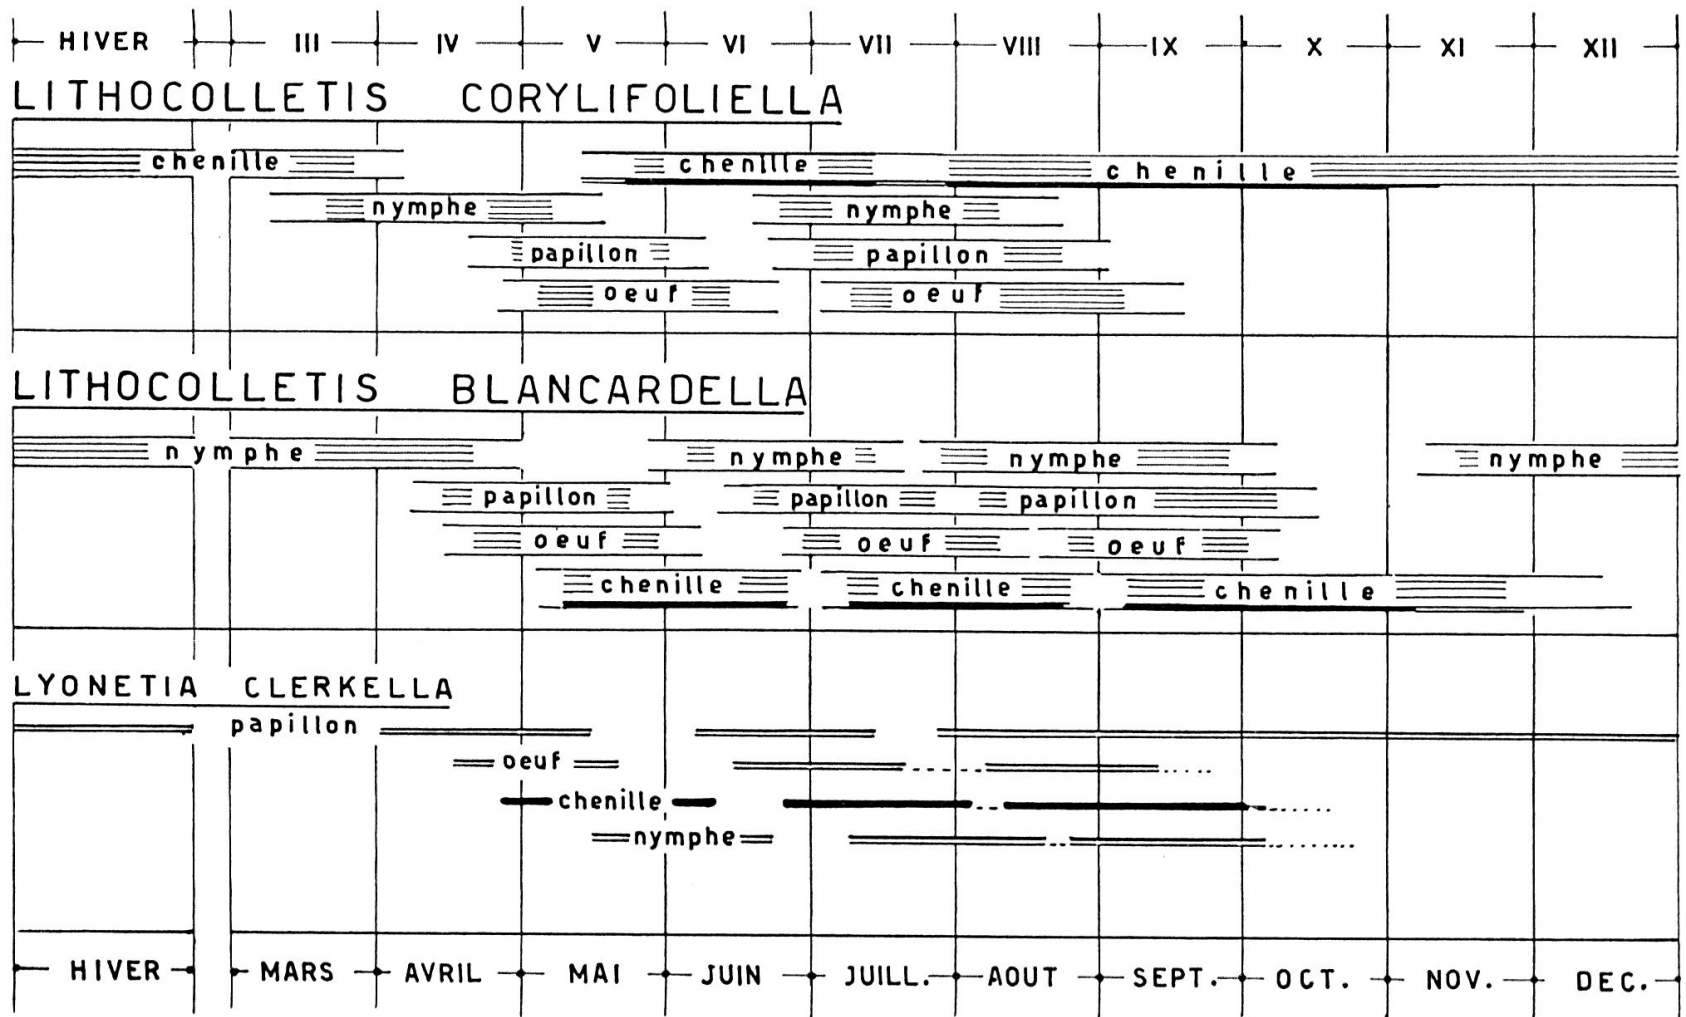 HIVER III IV V VI VII VIII IX X XI XII
LITHOCOLLETIS CORYLIFOLIELLA
chenille chenille chenille
nymphe nymphe
papillon papillon
oeuf oeuf
LITHOCOLLETIS BLANCARDELLA
nymphe nymphe nymphe nymphe
papillon papillon papillon
oeuf oeuf oeuf
chenille chenille chenille
LYONETIA CLERKELLA
papillon
oeuf
chenille
nymphe
HIVER MARS AVRIL MAI JUIN JUILL. AOUT SEPT. OCT. NOV. DEC.